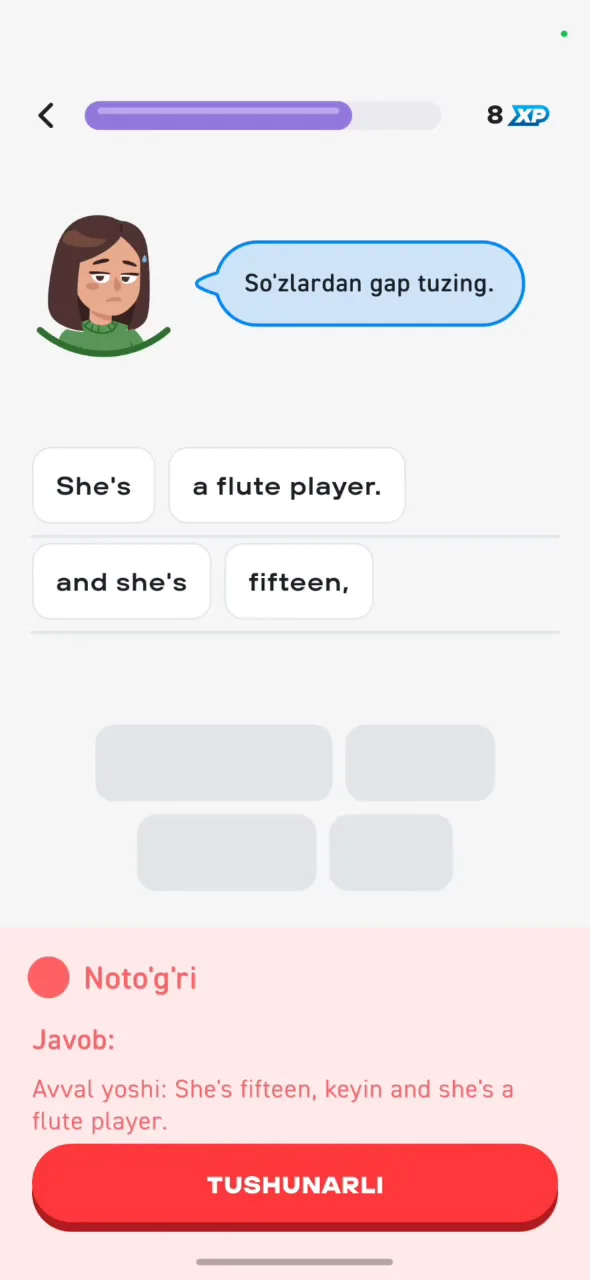 8 XP
So'zlardan gap tuzing.
She's a flute player.
and she's fifteen,
Noto'g'ri
Javob:
Avval yoshi: She's fifteen, keyin and she's a
flute player.
TUSHUNARLI